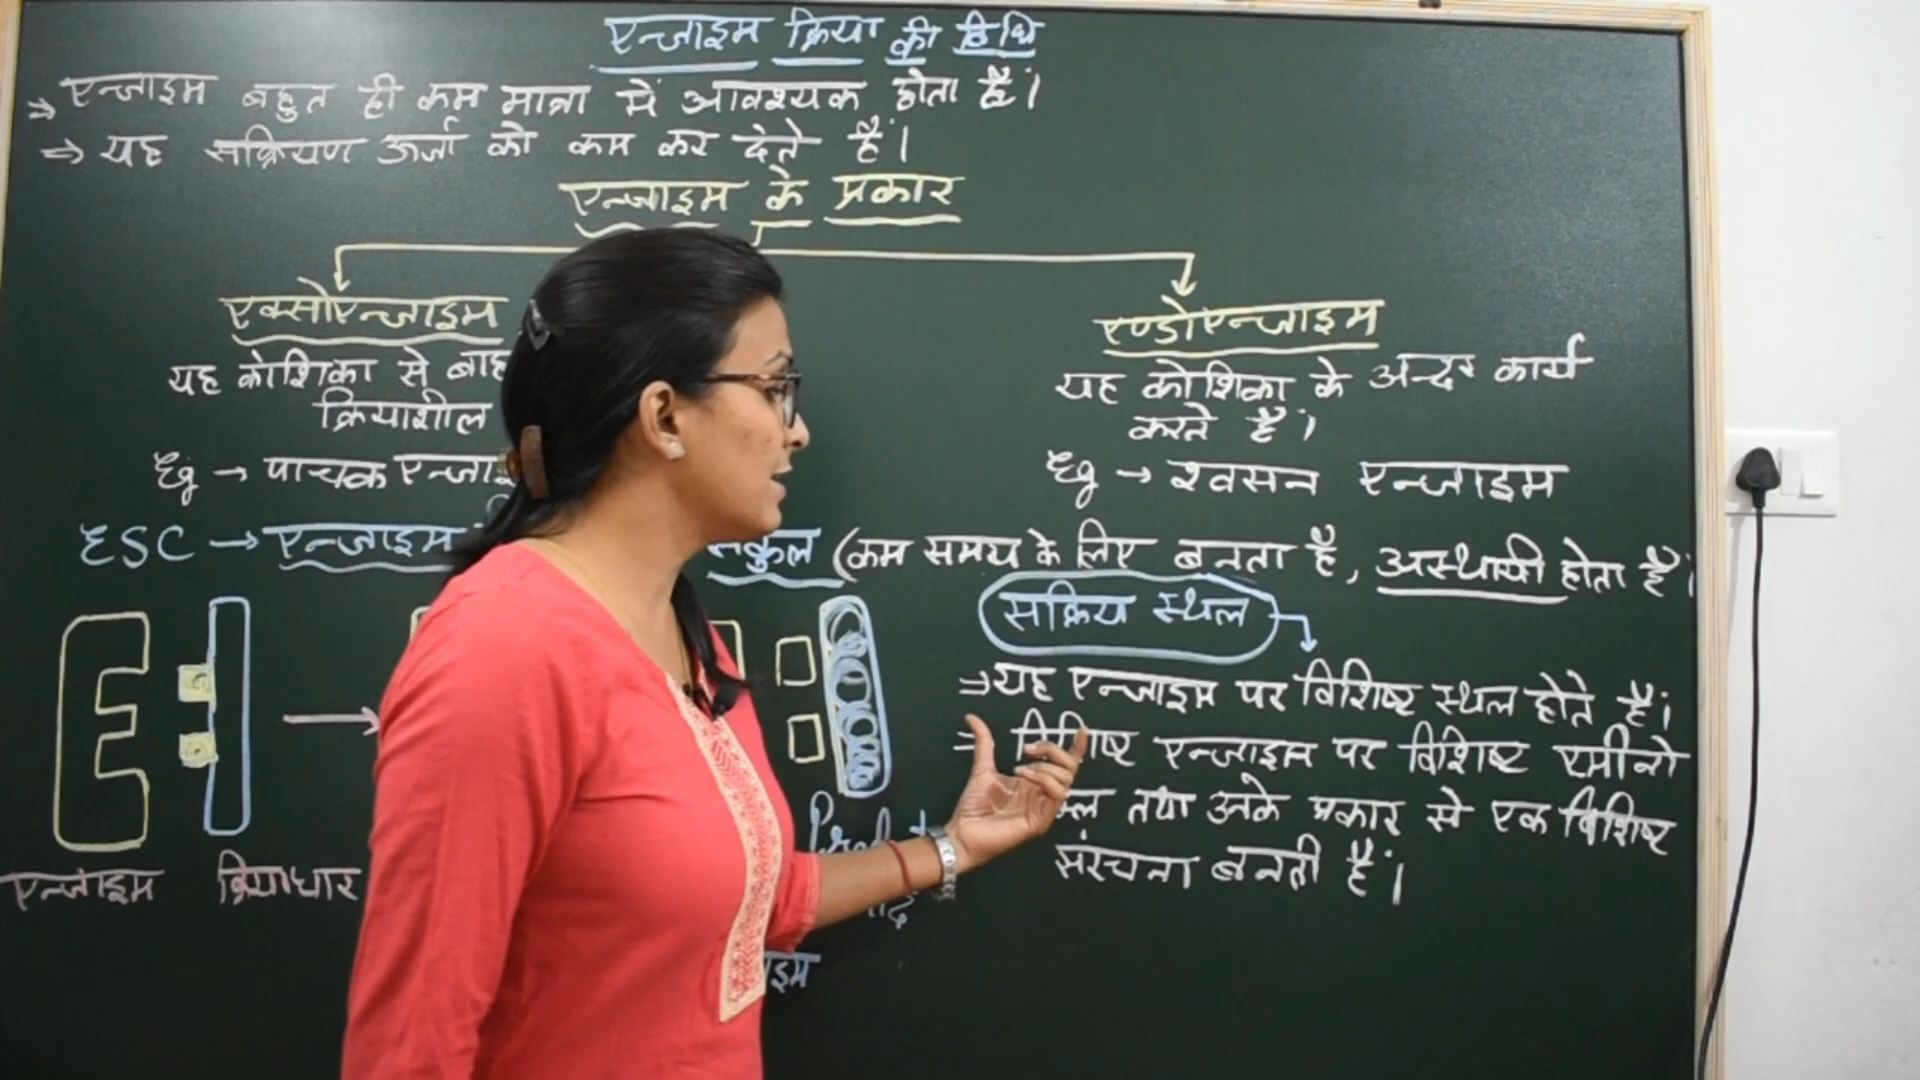 एन्जाइम क्रिया की विधि
⇒ एन्जाइम बहुत ही कम मात्रा में आवश्यक होता है।
⇒ यह सक्रियण ऊर्जा को कम कर देते हैं।
एन्जाइम के प्रकार
एक्सोएन्जाइम
यह कोशिका से
क्रियाशील
Eg → पाचक
एण्डोएन्जाइम
यह कोशिका के अन्दर कार्य
करते हैं।
Eg → श्वसन एन्जाइम
ESC → एन्जाइम (कम समय के लिए बनता है, अस्थायी होता है।
सक्रिय स्थल
⇒ यह एन्जाइम पर विशिष्ट स्थल होते हैं।
⇒ विशिष्ट एन्जाइम पर विशिष्ट एमीनो
तथा उनके प्रकार से एक विशिष्ट
संरचना बनती है।
एन्जाइम क्रियाधार